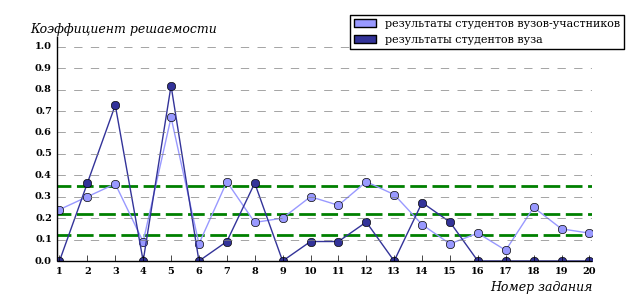 Коэффициент решаемости
результаты студентов вузов-участников
результаты студентов вуза
1.0
0.9
0.8
0.7
0.6
0.5
0.4
0.3
0.2
0.1
0.0
1 2 3 4 5 6 7 8 9 10 11 12 13 14 15 16 17 18 19 20
Номер задания